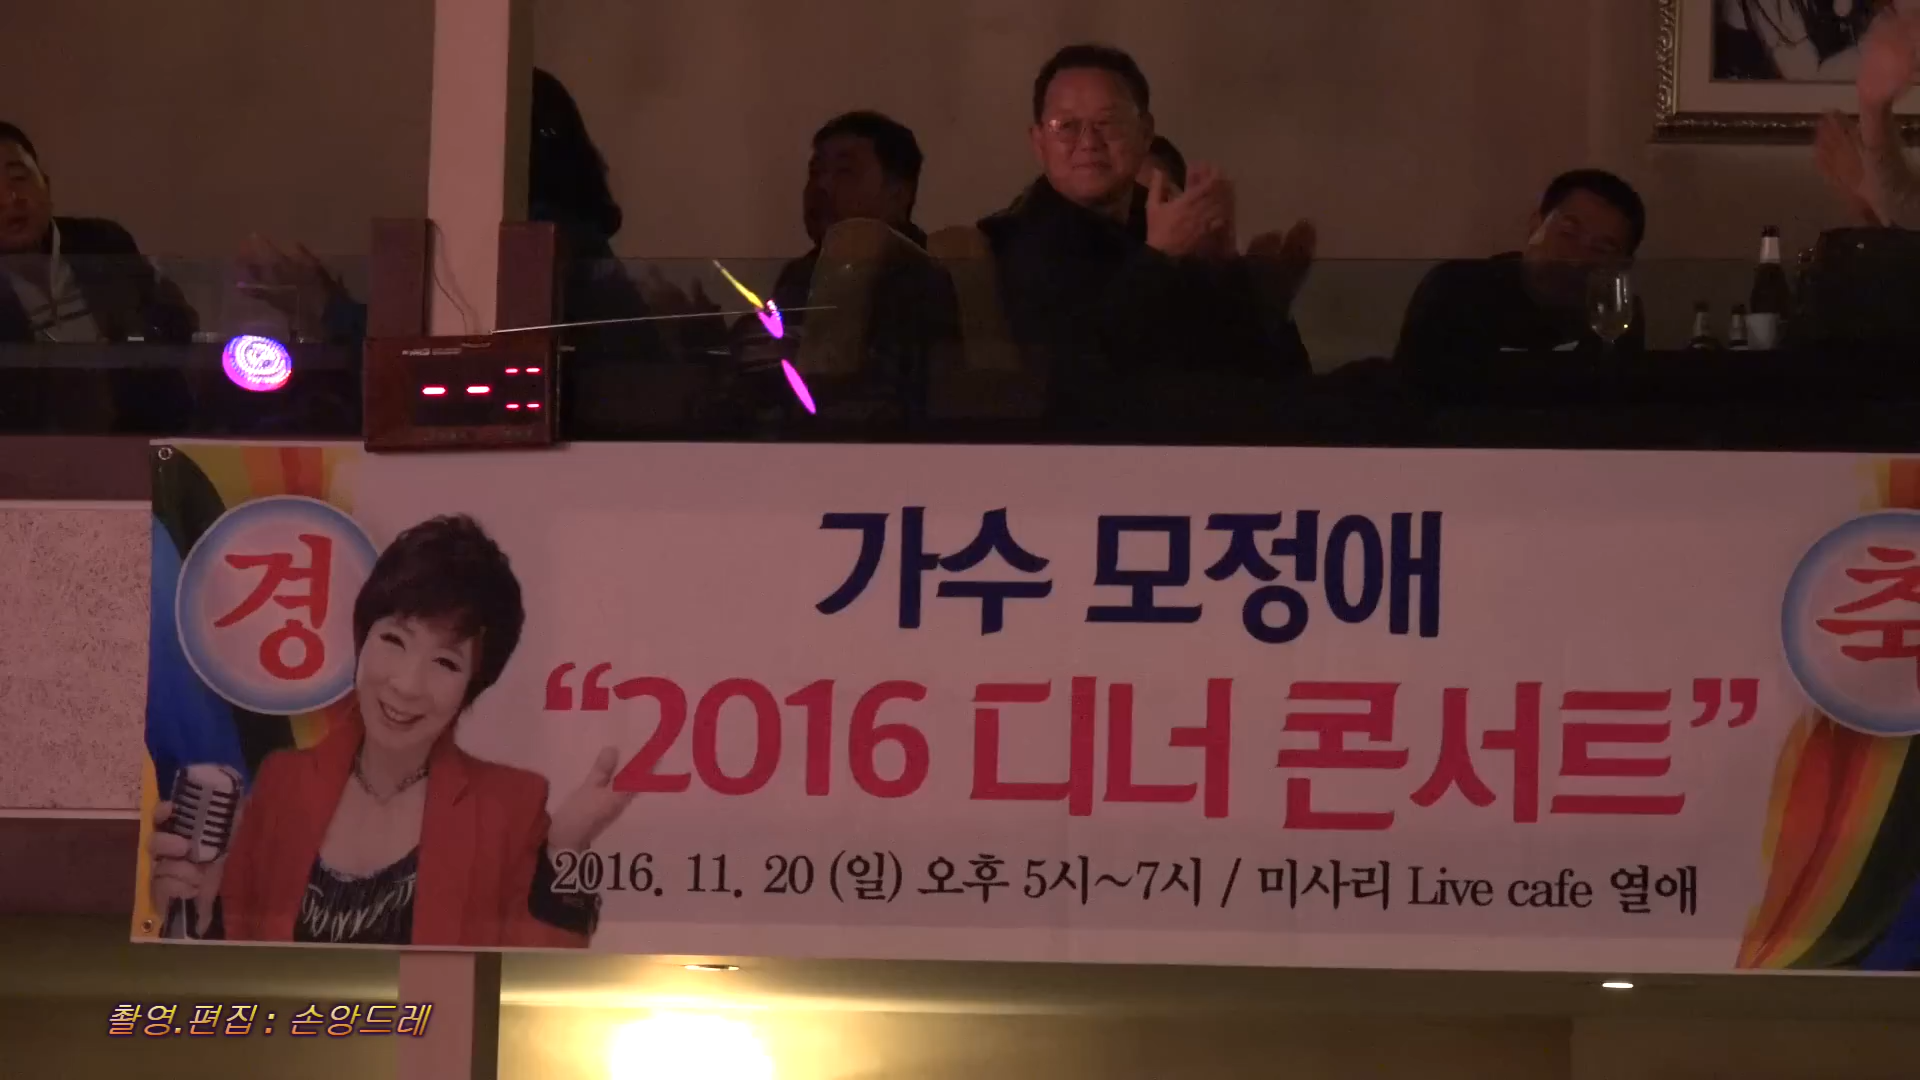 경 축
가수 모정애
“2016 디너 콘서트”
2016. 11. 20 (일) 오후 5시~7시 / 미사리 Live cafe 열애
촬영.편집 : 손앙드레